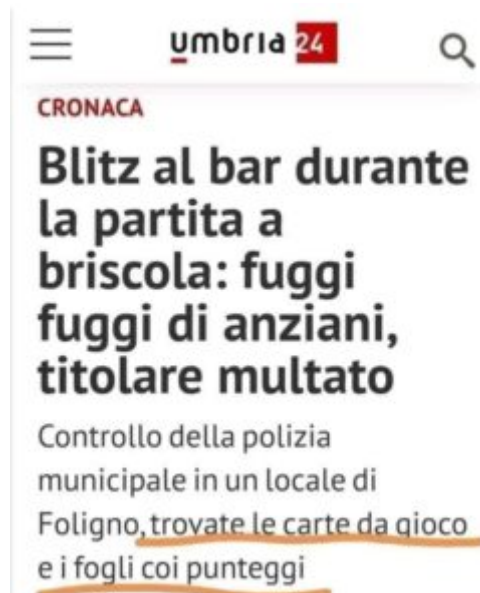 umbria 24
CRONACA
Blitz al bar durante
la partita a
briscola: fuggi
fuggi di anziani,
titolare multato
Controllo della polizia
municipale in un locale di
Foligno, trovate le carte da gioco
e i fogli coi punteggi